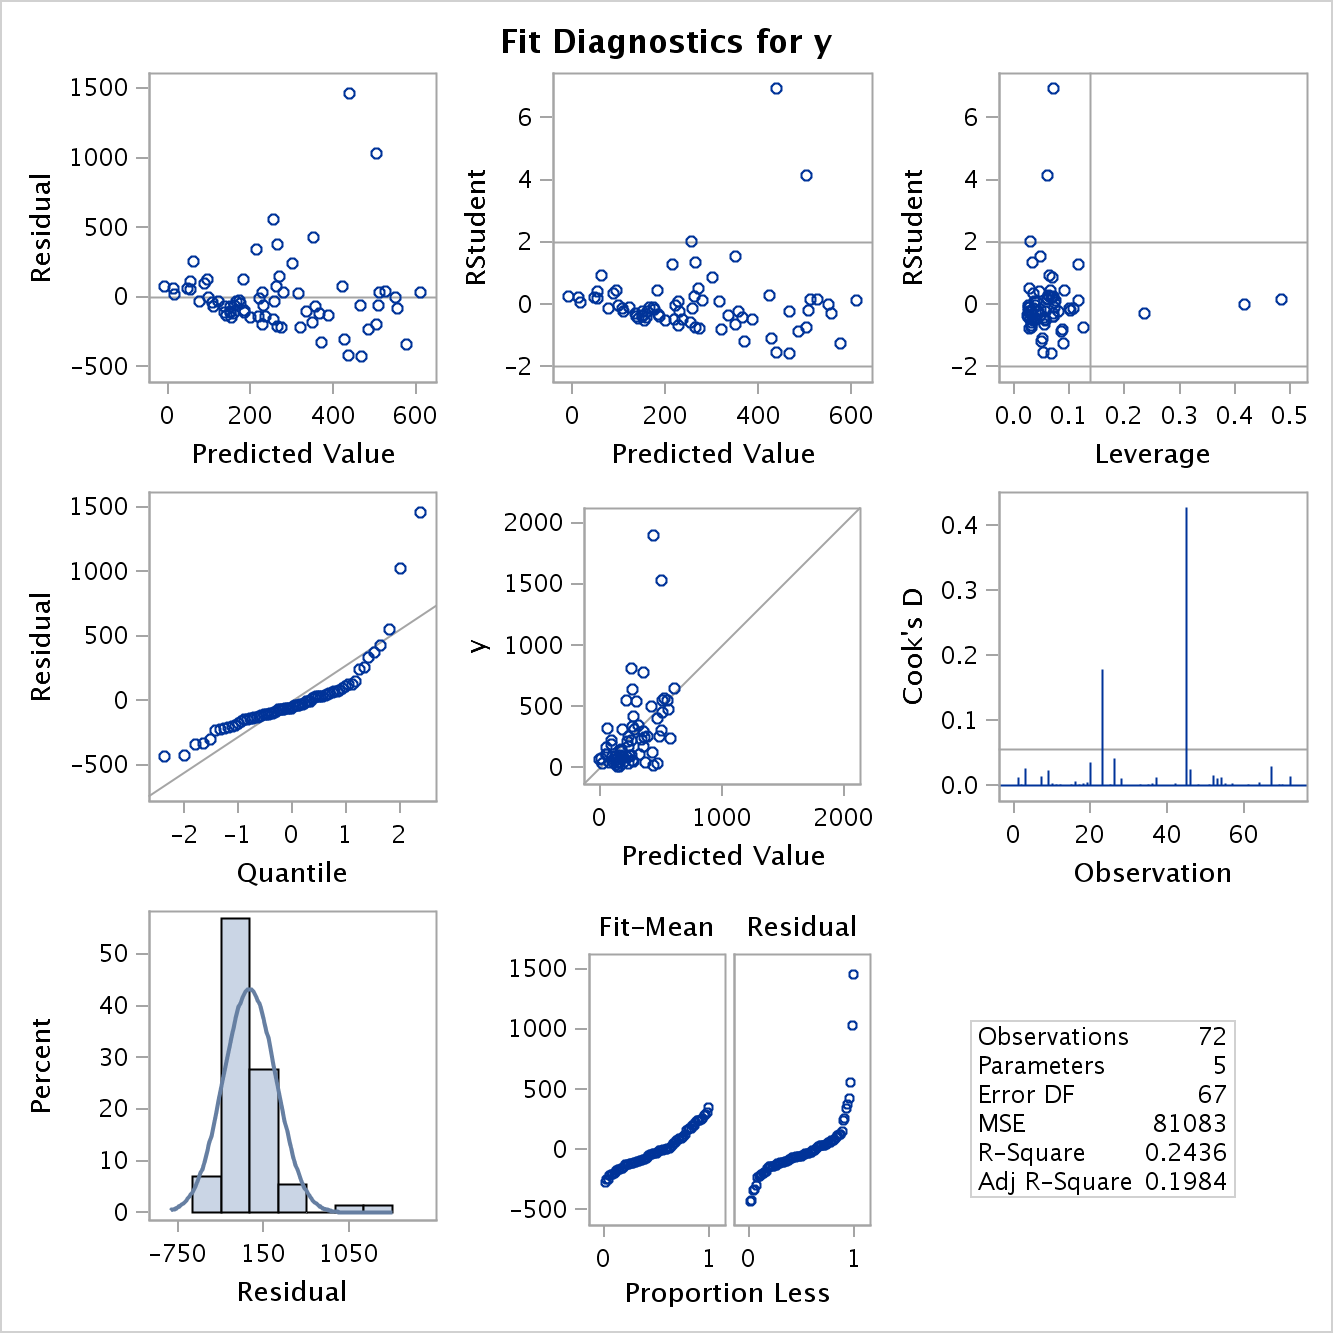 Fit Diagnostics for y
1500
1000
500
0
−500
Residual
0 200 400 600
Predicted Value
6
4
2
0
−2
RStudent
0 200 400 600
Predicted Value
6
4
2
0
−2
RStudent
0.0 0.1 0.2 0.3 0.4 0.5
Leverage
1500
1000
500
0
−500
Residual
−2 −1 0 1 2
Quantile
2000
1500
1000
500
0
y
0 1000 2000
Predicted Value
0.4
0.3
0.2
0.1
0.0
Cook's D
0 20 40 60
Observation
50
40
30
20
10
0
Percent
−750 150 1050
Residual
Fit−Mean Residual
1500
1000
500
0
−500
0 1 0 1
Proportion Less
Observations 72
Parameters 5
Error DF 67
MSE 81083
R-Square 0.2436
Adj R-Square 0.1984